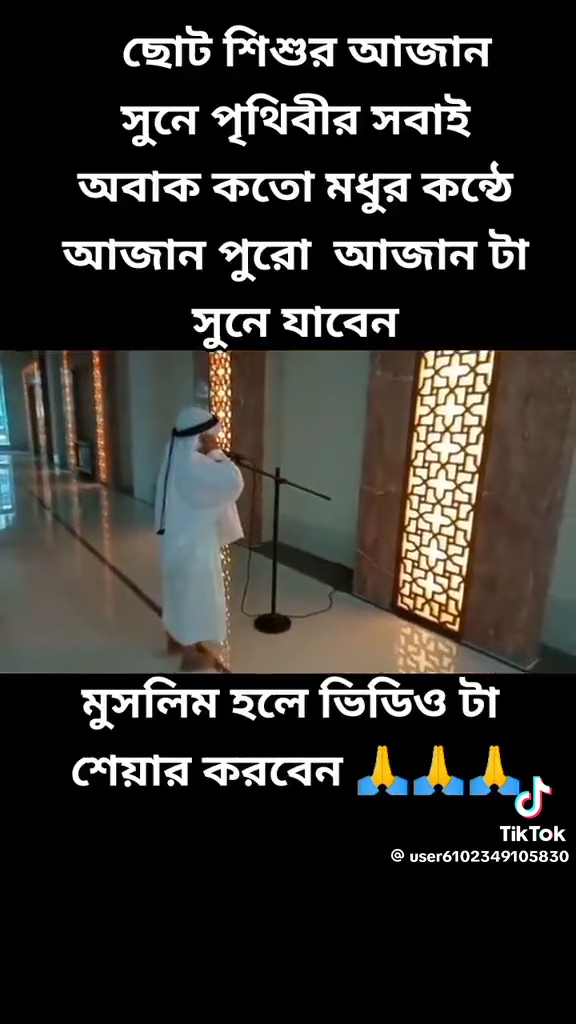 ছোট শিশুর আজান
সুনে পৃথিবীর সবাই
অবাক কতো মধুর কন্ঠে
আজান পুরো আজান টা
সুনে যাবেন
মুসলিম হলে ভিডিও টা
শেয়ার করবেন 🙏🙏🙏
TikTok
@ user6102349105830